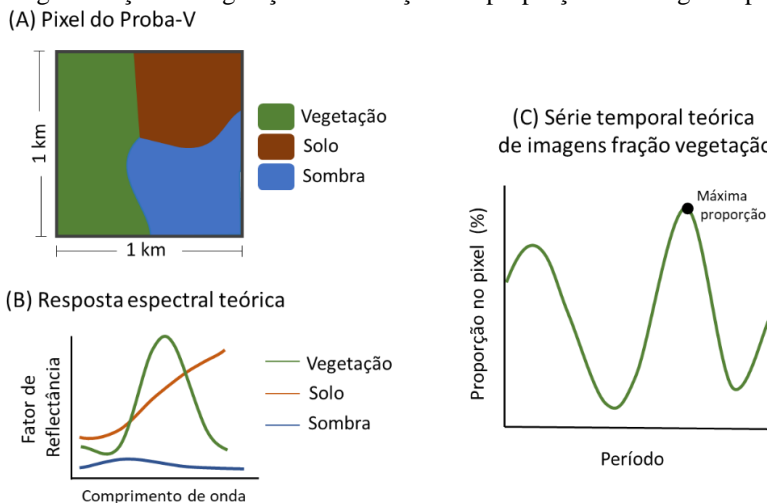 (A) Pixel do Proba-V
1 km
1 km
Vegetação
Solo
Sombra
(B) Resposta espectral teórica
Fator de
Reflectância
Comprimento de onda
Vegetação
Solo
Sombra
(C) Série temporal teórica
de imagens fração vegetação
Proporção no pixel (%)
Máxima
proporção
Período